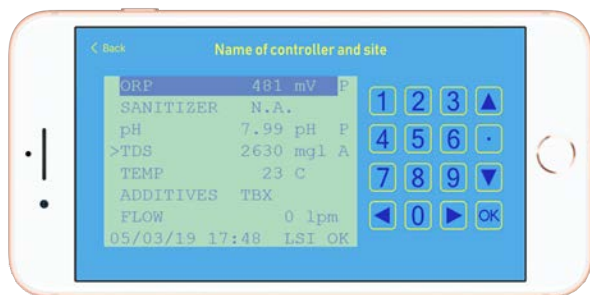 < Back
Name of controller and site
ORP 481 mV P
SANITIZER N.A.
pH 7.99 pH P
>TDS 2630 mgl A
TEMP 23 C
ADDITIVES TBX
FLOW 0 lpm
05/03/19 17:48 LSI OK
1 2 3 ▲
4 5 6 ·
7 8 9 ▼
◀ 0 ▶ OK